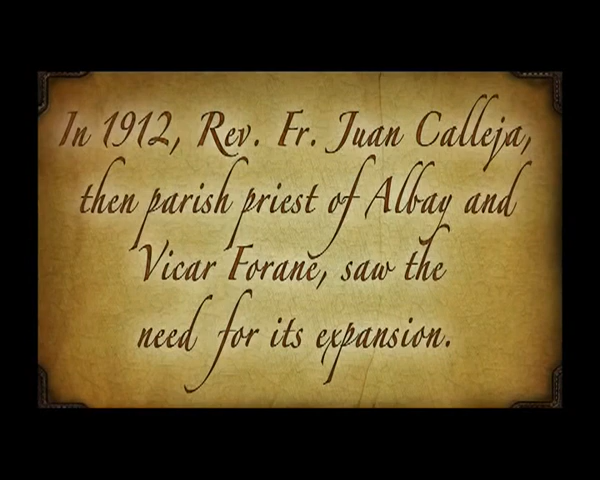 In 1912, Rev. Fr. Juan Calleja,
then parish priest of Albay and
Vicar Forane, saw the
need for its expansion.